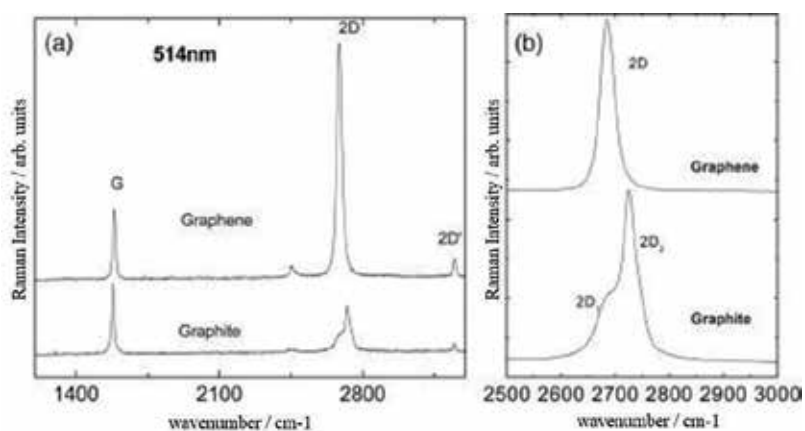 (a)
514nm
2D
G
Graphene
2D'
Graphite
1400 2100 2800
wavenumber / cm-1
Raman Intensity / arb. units
(b)
2D
Graphene
2D₂
2D₁
Graphite
2500 2600 2700 2800 2900 3000
wavenumber / cm-1
Raman Intensity / arb. units